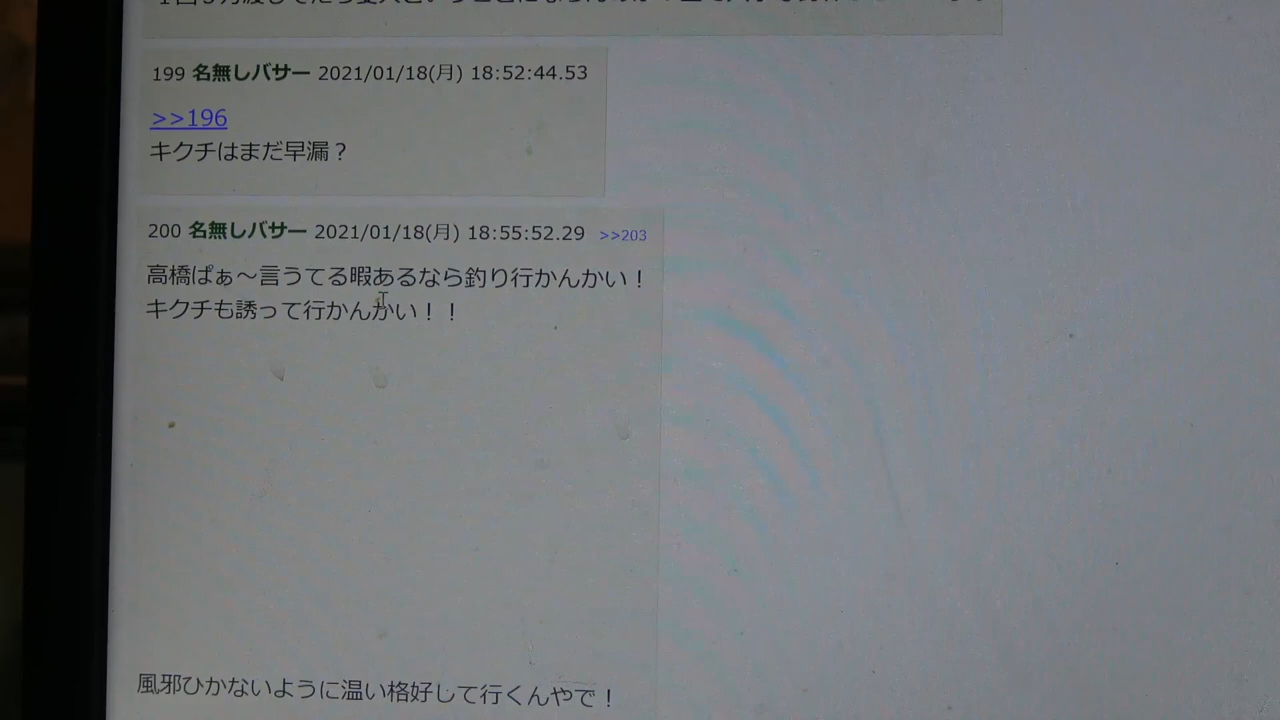 199 名無しバサー 2021/01/18(月) 18:52:44.53
>>196
キクチはまだ早漏？
200 名無しバサー 2021/01/18(月) 18:55:52.29 >>203
高橋ぱぁ～言うてる暇あるなら釣り行かんかい！
キクチも誘って行かんかい！！
風邪ひかないように温い格好して行くんやで！